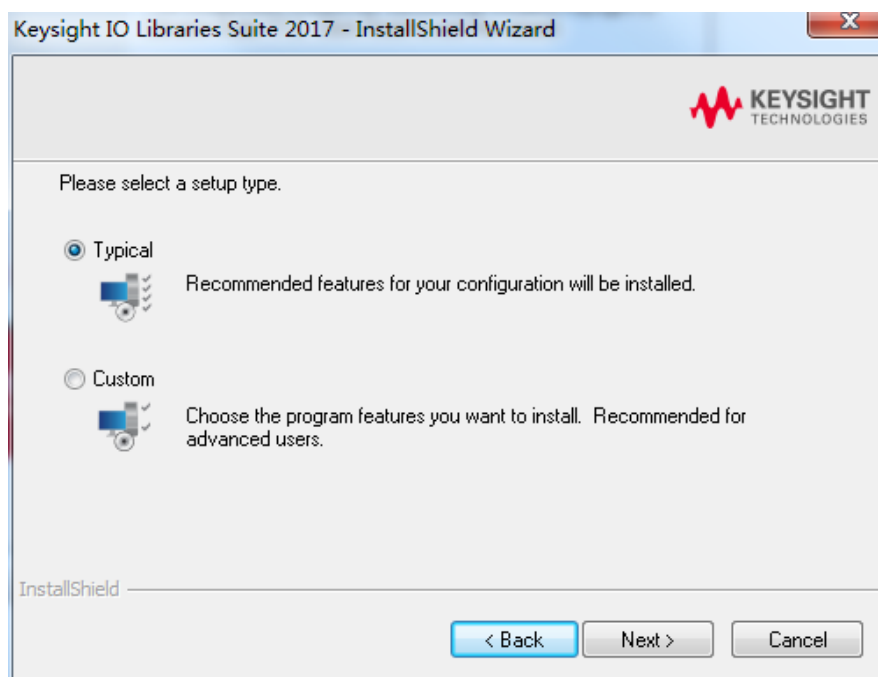 Keysight IO Libraries Suite 2017 - InstallShield Wizard
KEYSIGHT
TECHNOLOGIES
Please select a setup type.
Typical
Recommended features for your configuration will be installed.
Custom
Choose the program features you want to install.  Recommended for
advanced users.
InstallShield
< Back
Next >
Cancel